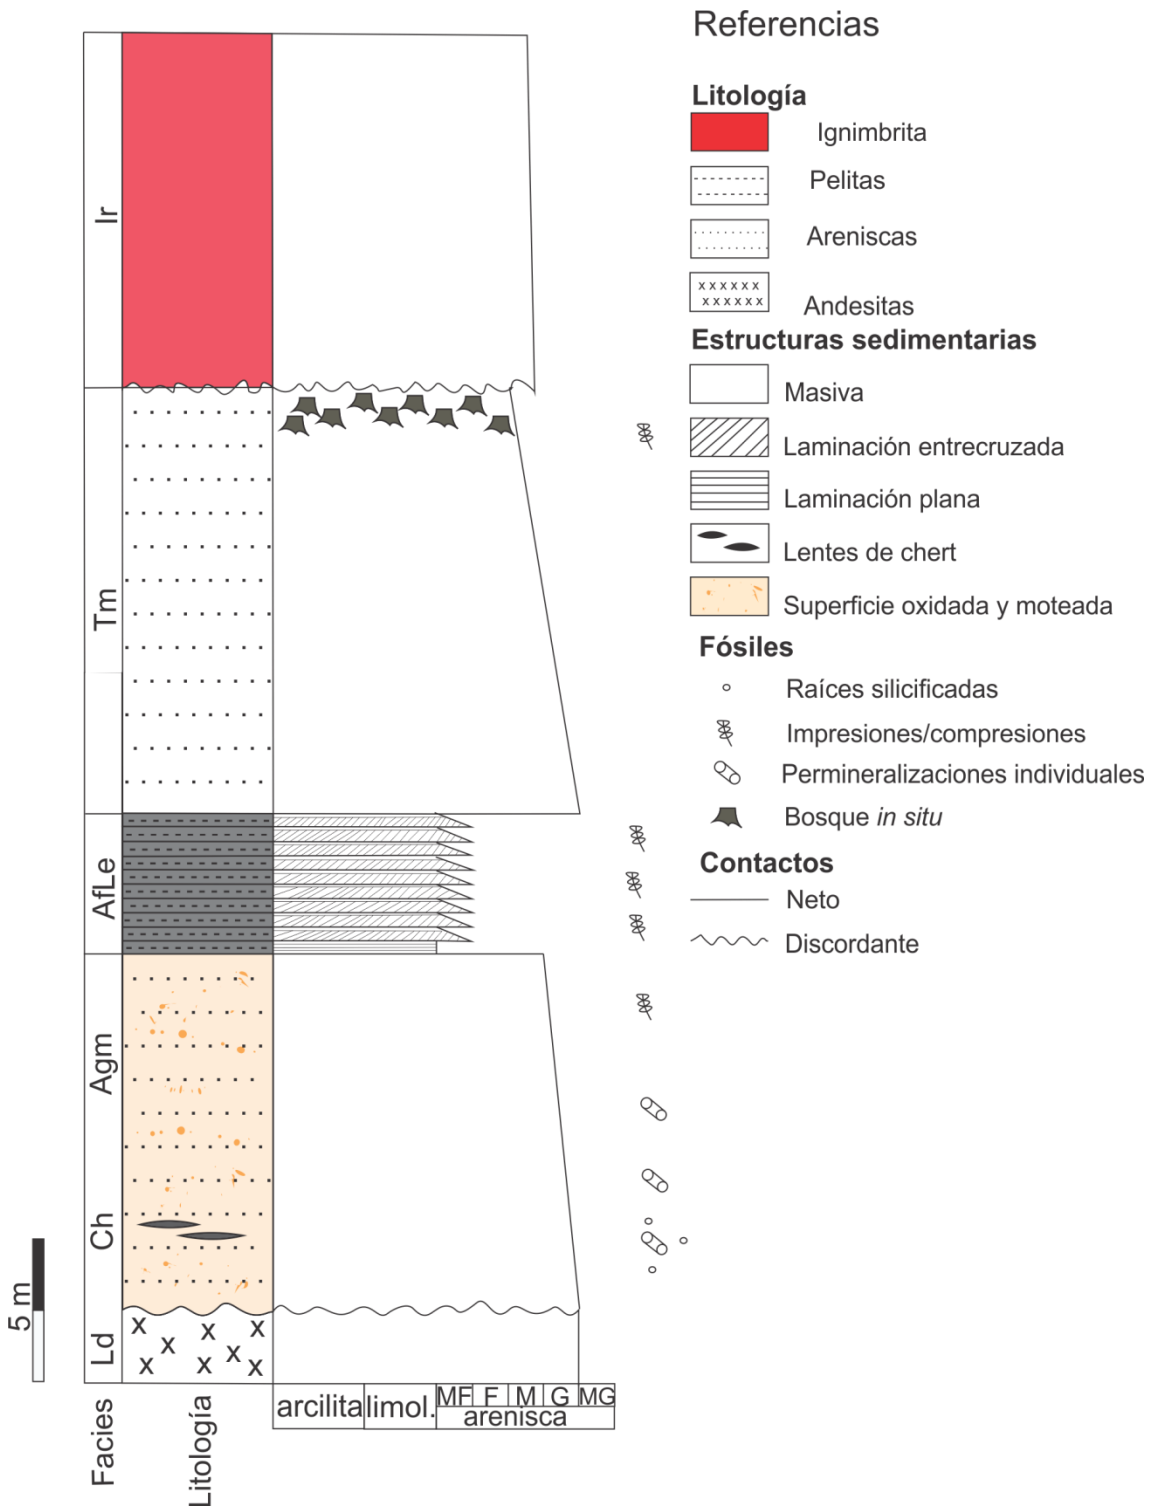 Referencias
Litología
Ignimbrita
Pelitas
Areniscas
Andesitas
Estructuras sedimentarias
Masiva
Laminación entrecruzada
Laminación plana
Lentes de chert
Superficie oxidada y moteada
Fósiles
Raíces silicificadas
Impresiones/compresiones
Permineralizaciones individuales
Bosque in situ
Contactos
Neto
Discordante
Ir
Tm
AfLe
Agm
Ch
Ld
5 m
Facies
Litología
arcilita
limol.
MF F M G MG
arenisca